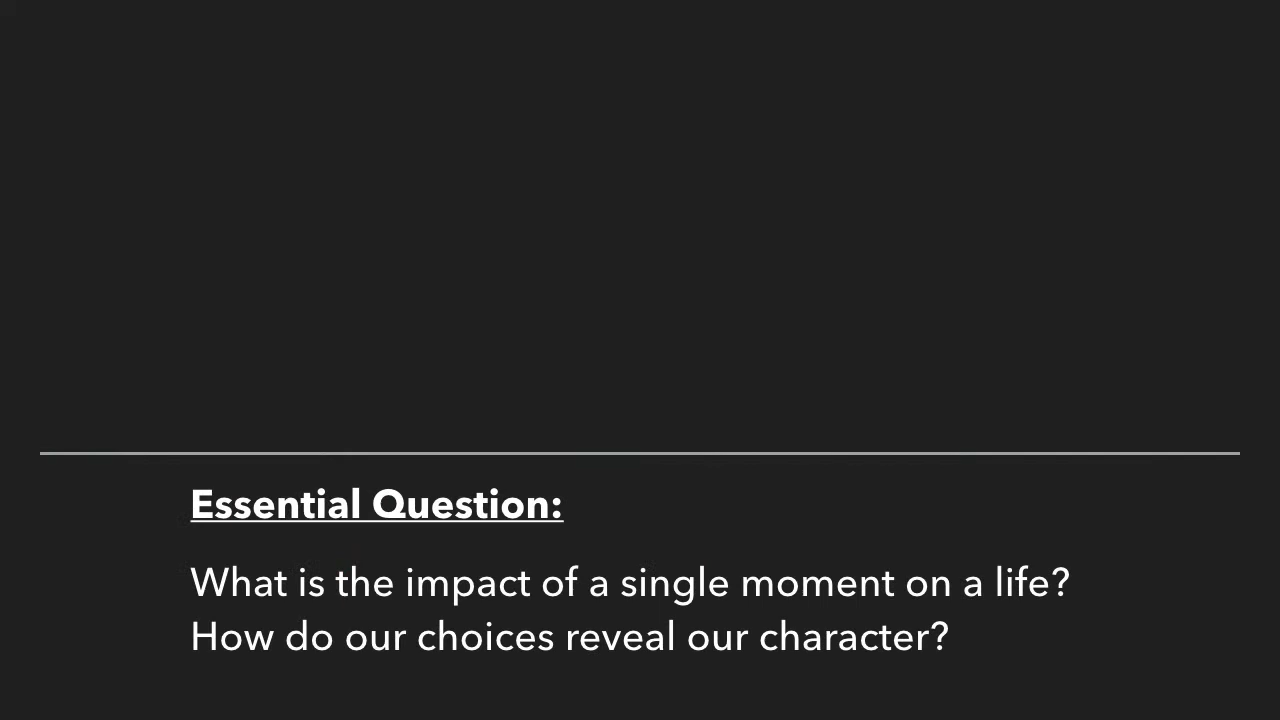 Essential Question:
What is the impact of a single moment on a life?
How do our choices reveal our character?